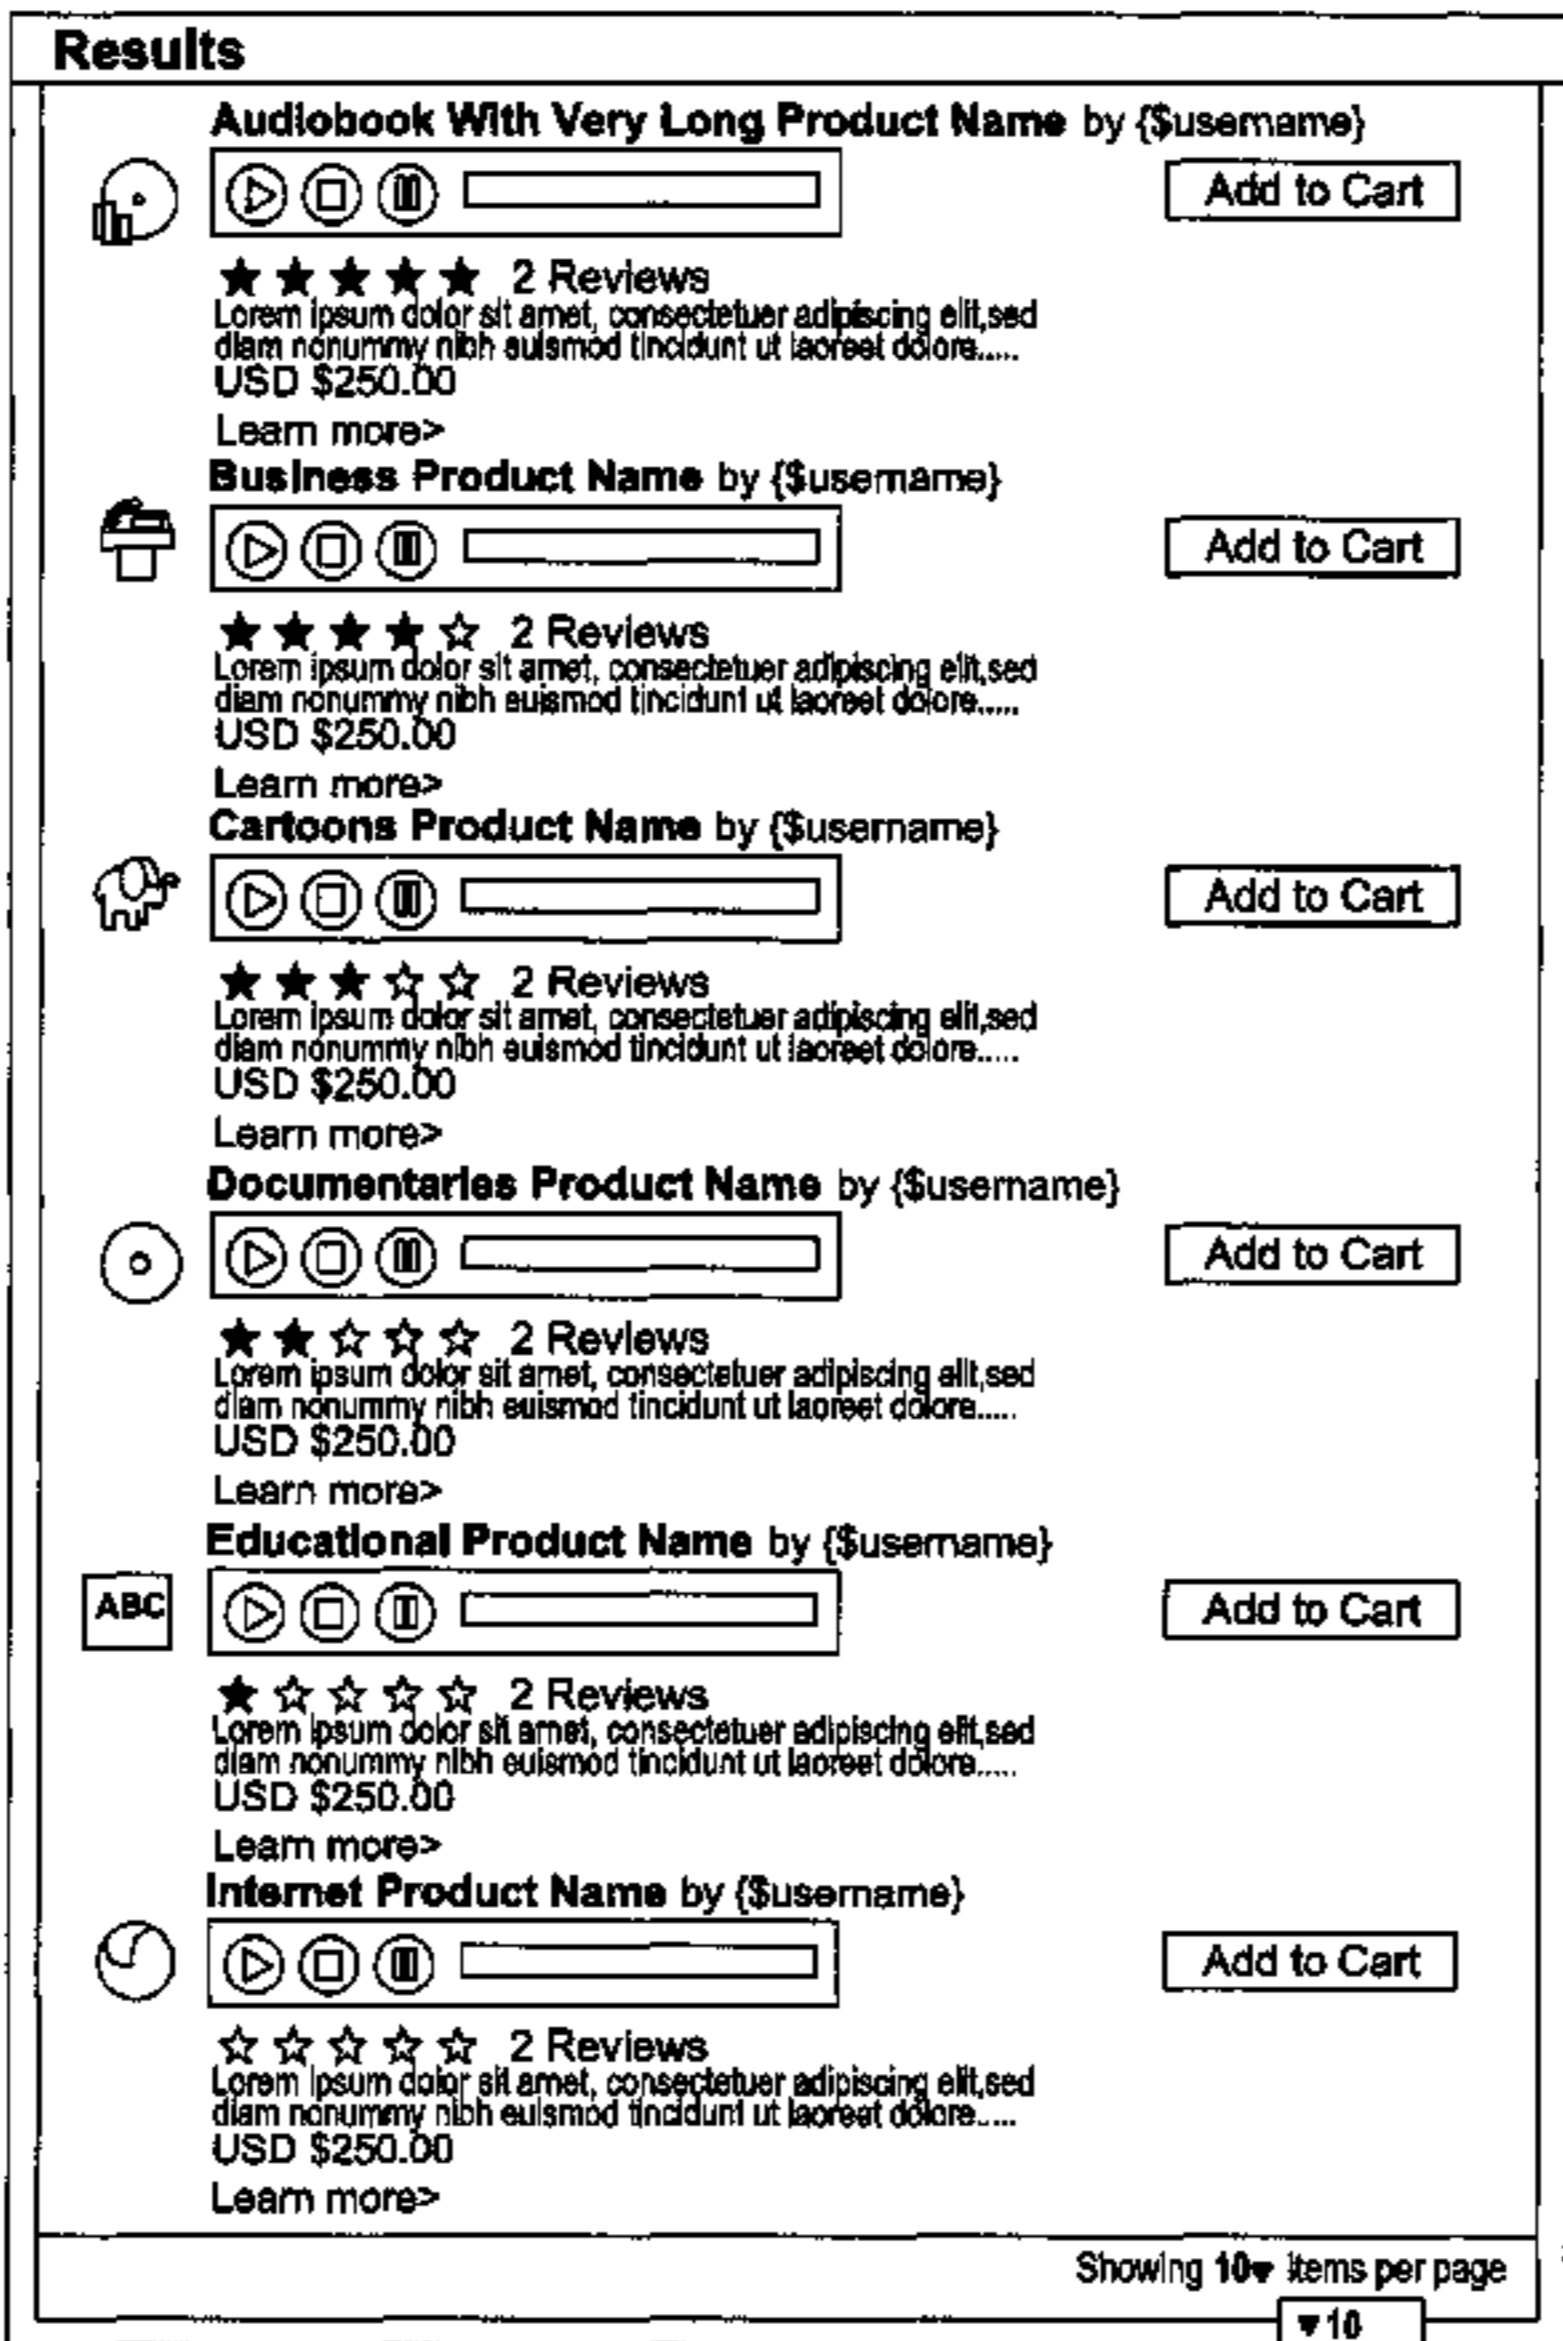 Results
Audiobook With Very Long Product Name by {$username}
Add to Cart
2 Reviews
Lorem ipsum dolor sit amet, consectetuer adipiscing elit,sed
diam nonummy nibh euismod tincidunt ut laoreet dolore.....
USD $250.00
Learn more>
Business Product Name by {$username}
Add to Cart
2 Reviews
Lorem ipsum dolor sit amet, consectetuer adipiscing elit,sed
diam nonummy nibh euismod tincidunt ut laoreet dolore.....
USD $250.00
Learn more>
Cartoons Product Name by {$username}
Add to Cart
2 Reviews
Lorem ipsum dolor sit amet, consectetuer adipiscing elit,sed
diam nonummy nibh euismod tincidunt ut laoreet dolore.....
USD $250.00
Learn more>
Documentaries Product Name by {$username}
Add to Cart
2 Reviews
Lorem ipsum dolor sit amet, consectetuer adipiscing elit,sed
diam nonummy nibh euismod tincidunt ut laoreet dolore.....
USD $250.00
Learn more>
Educational Product Name by {$username}
ABC
Add to Cart
2 Reviews
Lorem ipsum dolor sit amet, consectetuer adipiscing elit,sed
diam nonummy nibh euismod tincidunt ut laoreet dolore.....
USD $250.00
Learn more>
Internet Product Name by {$username}
Add to Cart
2 Reviews
Lorem ipsum dolor sit amet, consectetuer adipiscing elit,sed
diam nonummy nibh euismod tincidunt ut laoreet dolore.....
USD $250.00
Learn more>
Showing 10▼ items per page
▼10